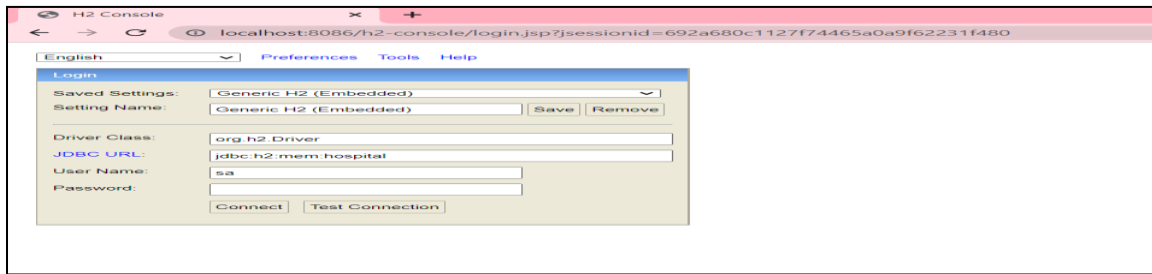 H2 Console
localhost:8086/h2-console/login.jsp?jsessionid=692a680c1127f74465a0a9f62231f480
English Preferences Tools Help
Login
Saved Settings: Generic H2 (Embedded)
Setting Name: Generic H2 (Embedded) Save Remove
Driver Class: org.h2.Driver
JDBC URL: jdbc:h2:mem:hospital
User Name: sa
Password:
Connect Test Connection